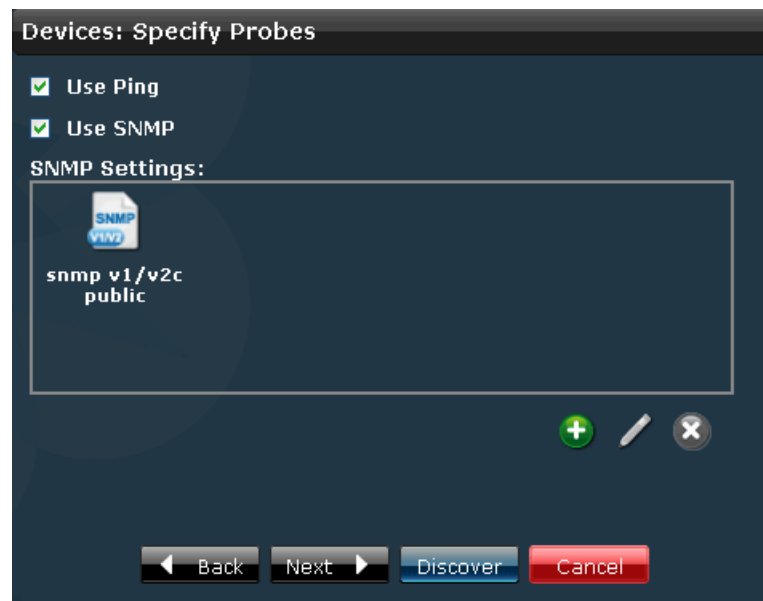 Devices: Specify Probes
Use Ping
Use SNMP
SNMP Settings:
SNMP
V1/V2
snmp v1/v2c
public
Back Next Discover Cancel